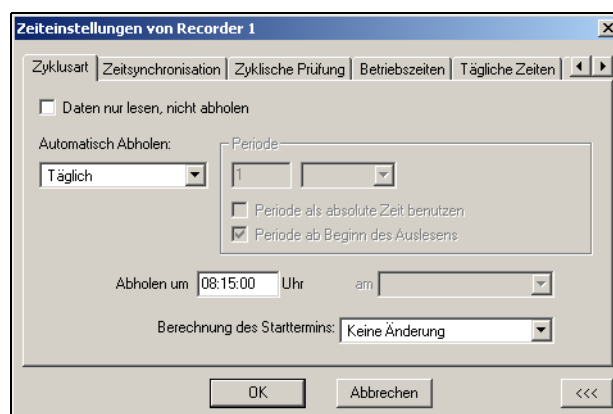 Zeiteinstellungen von Recorder 1
Zyklusart Zeitsynchronisation Zyklische Prüfung Betriebszeiten Tägliche Zeiten
Daten nur lesen, nicht abholen
Automatisch Abholen:
Täglich
Periode
1
Periode als absolute Zeit benutzen
Periode ab Beginn des Auslesens
Abholen um 08:15:00 Uhr am
Berechnung des Starttermins: Keine Änderung
OK Abbrechen <<<